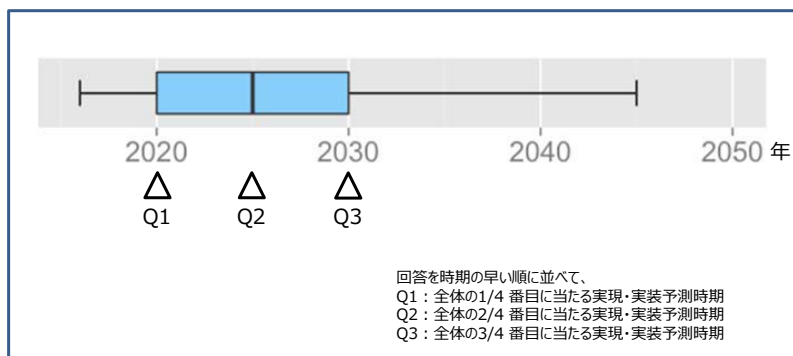 2020 2030 2040 2050 年
Q1 Q2 Q3
回答を時期の早い順に並べて、
Q1:全体の1/4 番目に当たる実現・実装予測時期
Q2:全体の2/4 番目に当たる実現・実装予測時期
Q3:全体の3/4 番目に当たる実現・実装予測時期